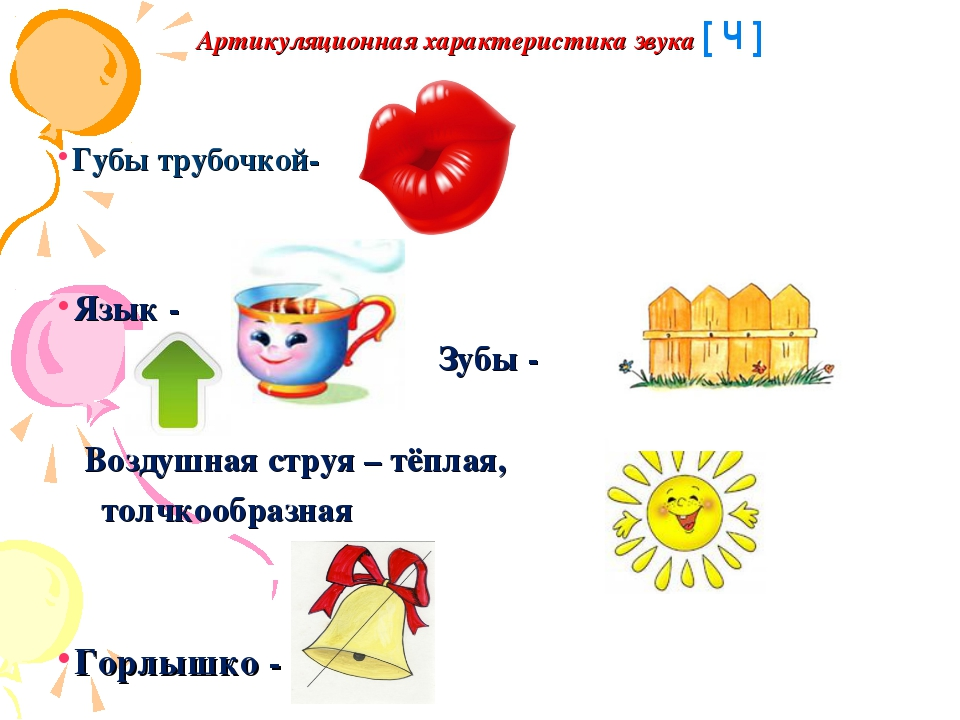 Артикуляционная характеристика звука [ Ч ]
• Губы трубочкой-
• Язык -
Зубы -
Воздушная струя – тёплая,
толчкообразная
• Горлышко -